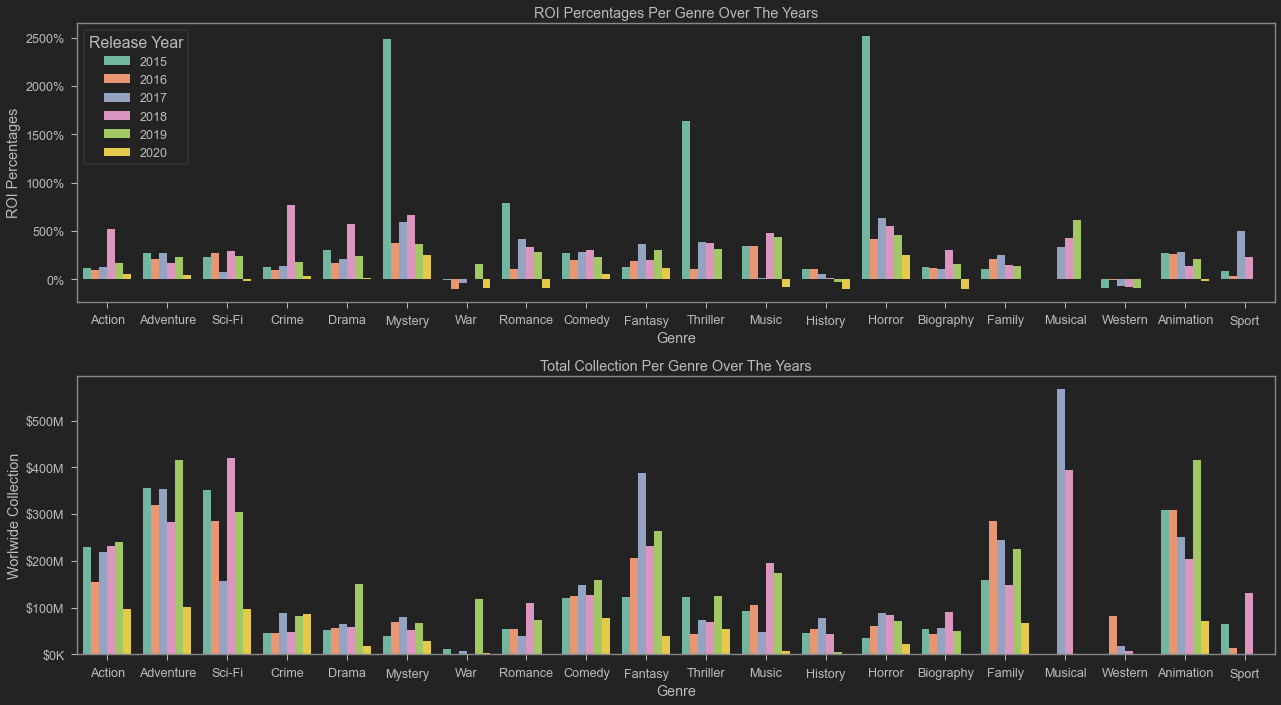 ROI Percentages Per Genre Over The Years
ROI Percentages
2500%
2000%
1500%
1000%
500%
0%
Release Year
2015
2016
2017
2018
2019
2020
Action Adventure Sci-Fi Crime Drama Mystery War Romance Comedy Fantasy Thriller Music History Horror Biography Family Musical Western Animation Sport
Genre
Total Collection Per Genre Over The Years
Worlwide Collection
$500M
$400M
$300M
$200M
$100M
$0K
Action Adventure Sci-Fi Crime Drama Mystery War Romance Comedy Fantasy Thriller Music History Horror Biography Family Musical Western Animation Sport
Genre